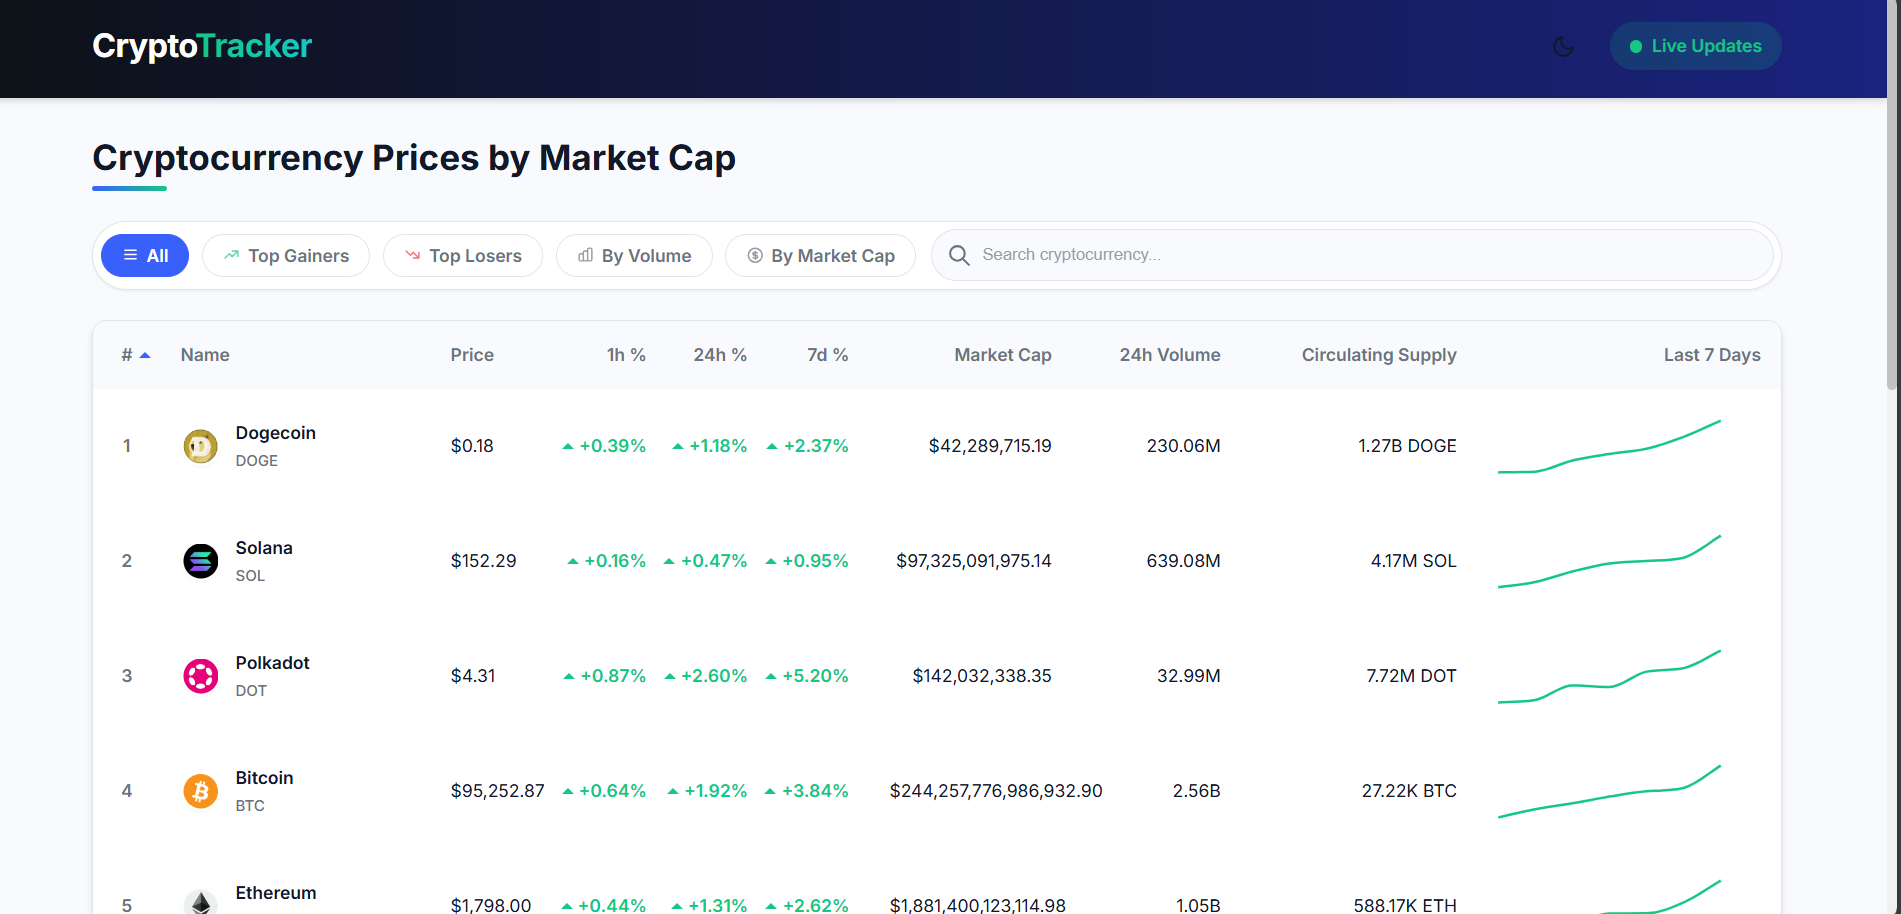 CryptoTracker
Live Updates
Cryptocurrency Prices by Market Cap
All Top Gainers Top Losers By Volume By Market Cap Search cryptocurrency...
# Name Price 1h % 24h % 7d % Market Cap 24h Volume Circulating Supply Last 7 Days
1 Dogecoin DOGE $0.18 +0.39% +1.18% +2.37% $42,289,715.19 230.06M 1.27B DOGE
2 Solana SOL $152.29 +0.16% +0.47% +0.95% $97,325,091,975.14 639.08M 4.17M SOL
3 Polkadot DOT $4.31 +0.87% +2.60% +5.20% $142,032,338.35 32.99M 7.72M DOT
4 Bitcoin BTC $95,252.87 +0.64% +1.92% +3.84% $244,257,776,986,932.90 2.56B 27.22K BTC
5 Ethereum $1,798.00 +0.44% +1.31% +2.62% $1,881,400,123,114.98 1.05B 588.17K ETH